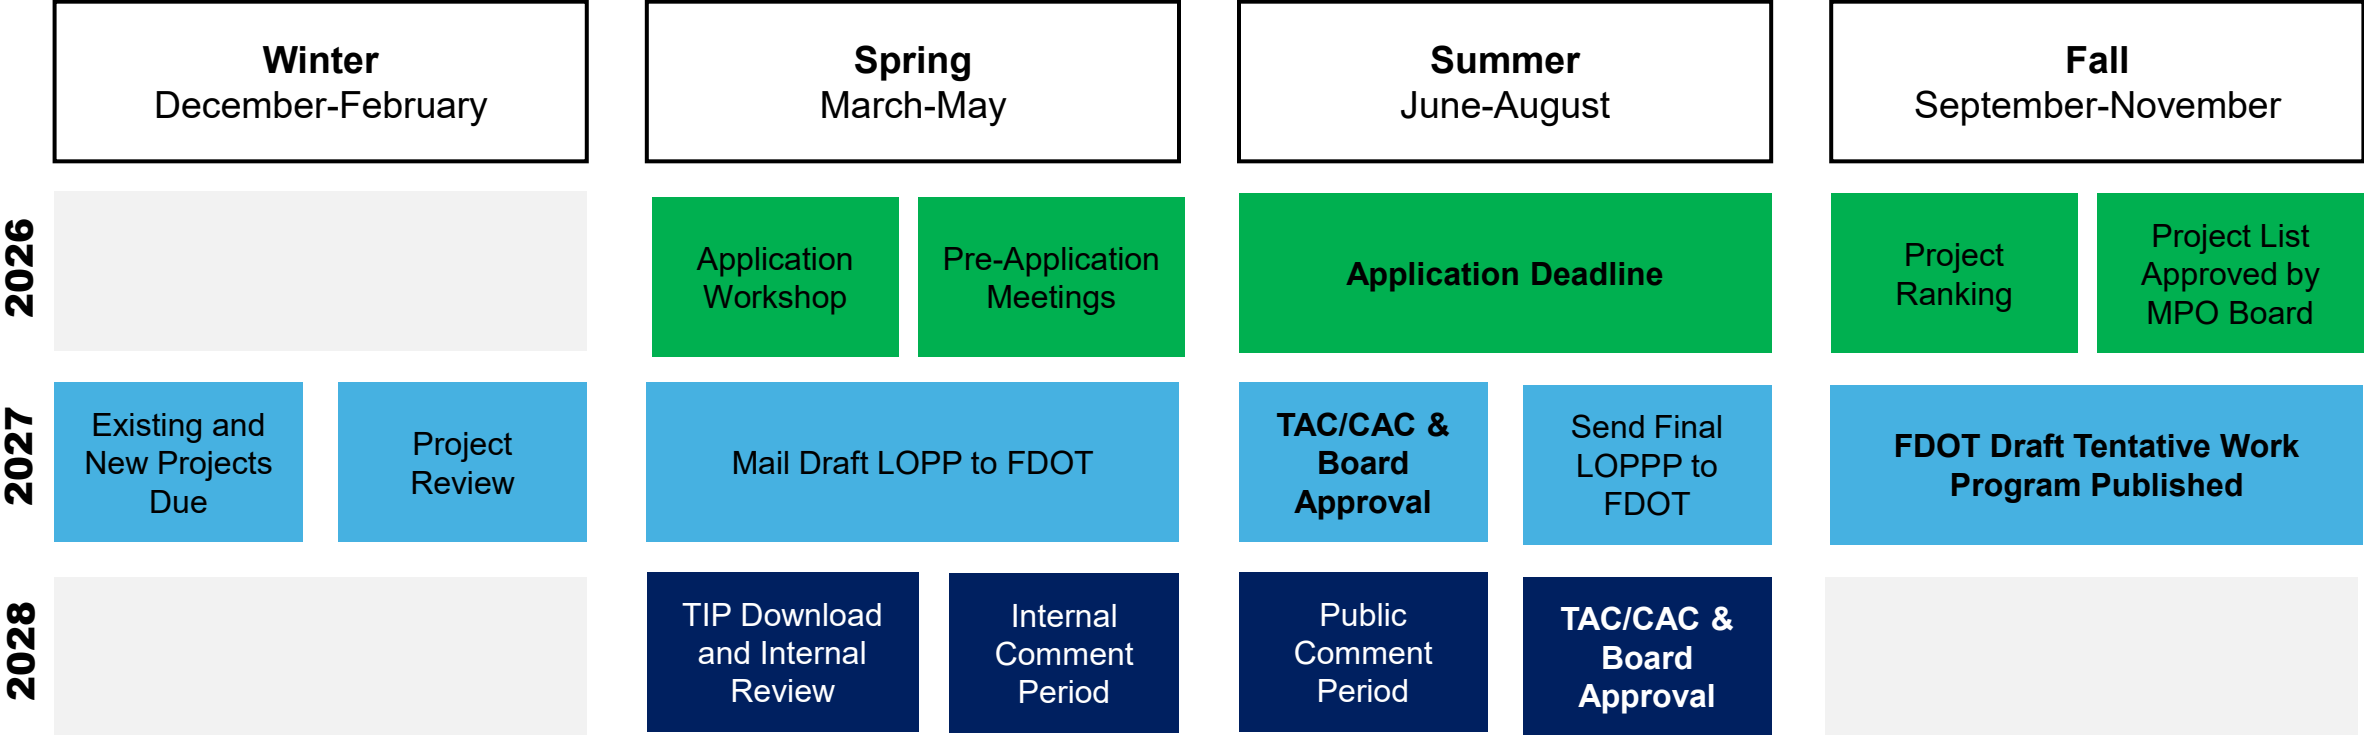 Winter
December-February
Spring
March-May
Summer
June-August
Fall
September-November
2026
Application
Workshop
Pre-Application
Meetings
Application Deadline
Project
Ranking
Project List
Approved by
MPO Board
2027
Existing and
New Projects
Due
Project
Review
Mail Draft LOPP to FDOT
TAC/CAC &
Board
Approval
Send Final
LOPPP to
FDOT
FDOT Draft Tentative Work
Program Published
2028
TIP Download
and Internal
Review
Internal
Comment
Period
Public
Comment
Period
TAC/CAC &
Board
Approval